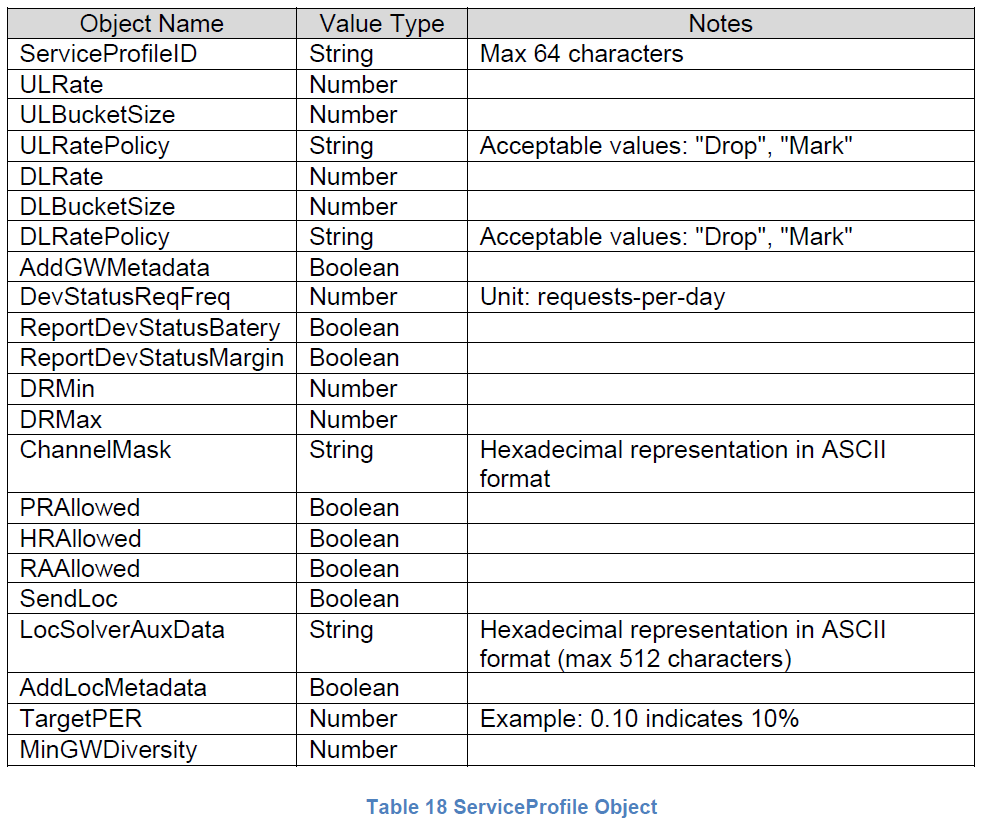 Object Name Value Type Notes
ServiceProfileID String Max 64 characters
ULRate Number
ULBucketSize Number
ULRatePolicy String Acceptable values: "Drop", "Mark"
DLRate Number
DLBucketSize Number
DLRatePolicy String Acceptable values: "Drop", "Mark"
AddGWMetadata Boolean
DevStatusReqFreq Number Unit: requests-per-day
ReportDevStatusBatery Boolean
ReportDevStatusMargin Boolean
DRMin Number
DRMax Number
ChannelMask String Hexadecimal representation in ASCII
format
PRAllowed Boolean
HRAllowed Boolean
RAAllowed Boolean
SendLoc Boolean
LocSolverAuxData String Hexadecimal representation in ASCII
format (max 512 characters)
AddLocMetadata Boolean
TargetPER Number Example: 0.10 indicates 10%
MinGWDiversity Number
Table 18 ServiceProfile Object